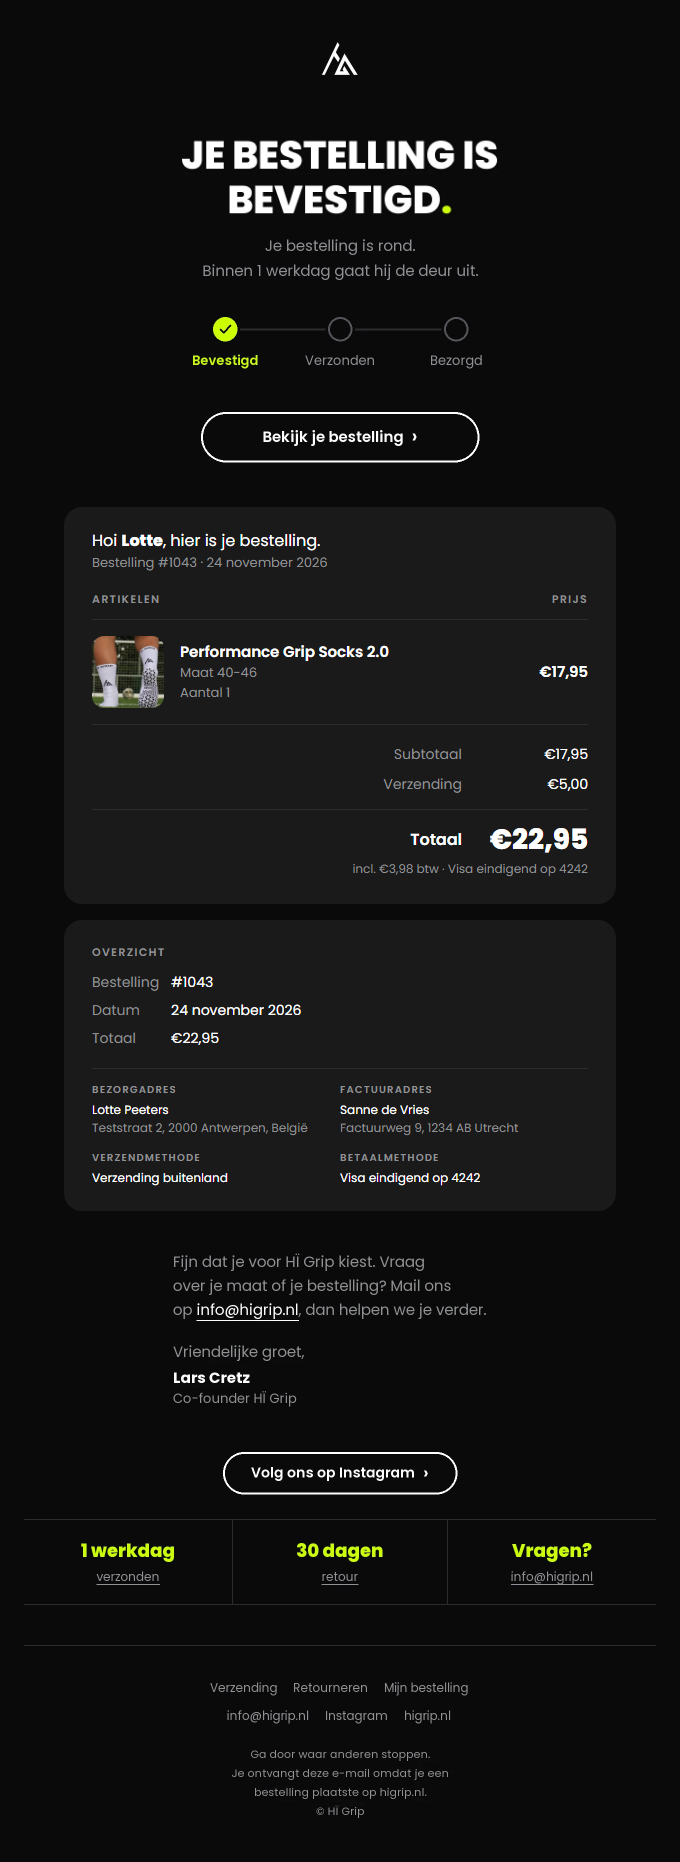 JE BESTELLING IS
BEVESTIGD.
Je bestelling is rond.
Binnen 1 werkdag gaat hij de deur uit.
Bevestigd Verzonden Bezorgd
Bekijk je bestelling ›
Hoi Lotte, hier is je bestelling.
Bestelling #1043 · 24 november 2026
ARTIKELEN PRIJS
Performance Grip Socks 2.0
Maat 40-46
€17,95
Aantal 1
Subtotaal €17,95
Verzending €5,00
Totaal €22,95
incl. €3,98 btw · Visa eindigend op 4242
OVERZICHT
Bestelling #1043
Datum 24 november 2026
Totaal €22,95
BEZORGADRES FACTUURADRES
Lotte Peeters Sanne de Vries
Teststraat 2, 2000 Antwerpen, België Factuurweg 9, 1234 AB Utrecht
VERZENDMETHODE BETAALMETHODE
Verzending buitenland Visa eindigend op 4242
Fijn dat je voor HÏ Grip kiest. Vraag
over je maat of je bestelling? Mail ons
op info@higrip.nl, dan helpen we je verder.
Vriendelijke groet,
Lars Cretz
Co-founder HÏ Grip
Volg ons op Instagram ›
1 werkdag 30 dagen Vragen?
verzonden retour info@higrip.nl
Verzending Retourneren Mijn bestelling
info@higrip.nl Instagram higrip.nl
Ga door waar anderen stoppen.
Je ontvangt deze e-mail omdat je een
bestelling plaatste op higrip.nl.
© HÏ Grip